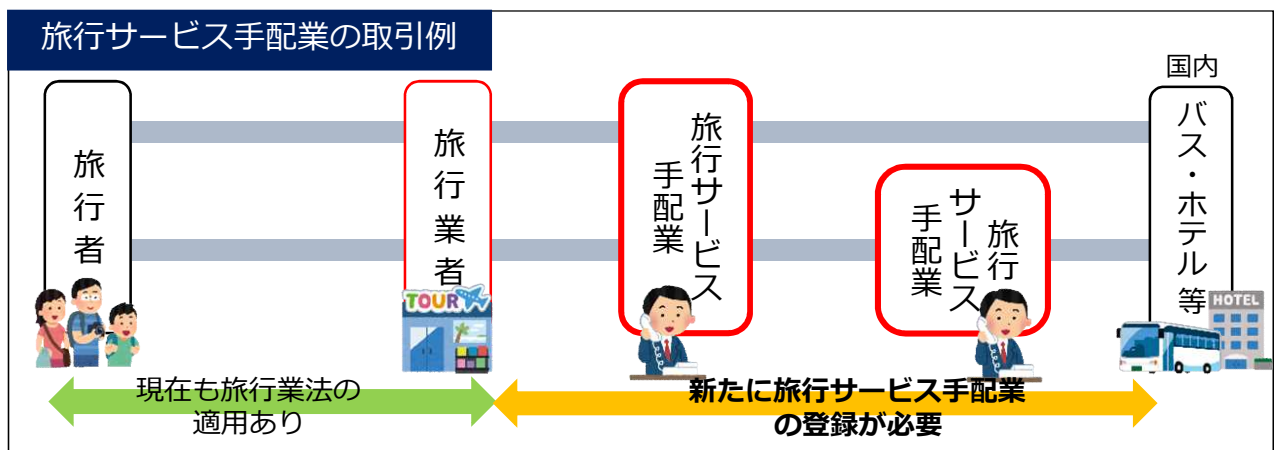 旅行サービス手配業の取引例
旅行者
旅行業者
TOUR
旅行サービス
手配業
旅行
サービス
手配業
国内
バス・ホテル等
HOTEL
現在も旅行業法の
適用あり
新たに旅行サービス手配業
の登録が必要